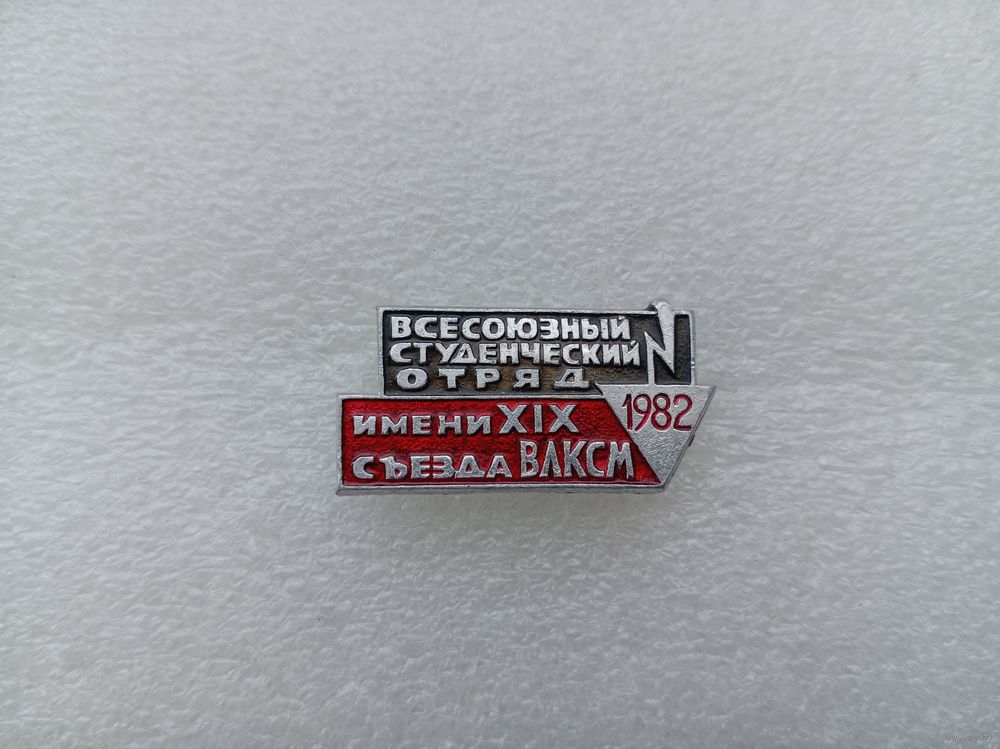 ВСЕСОЮЗНЫЙ
СТУДЕНЧЕСКИЙ
ОТРЯД
ИМЕНИ XIX
СЪЕЗДА ВЛКСМ
1982